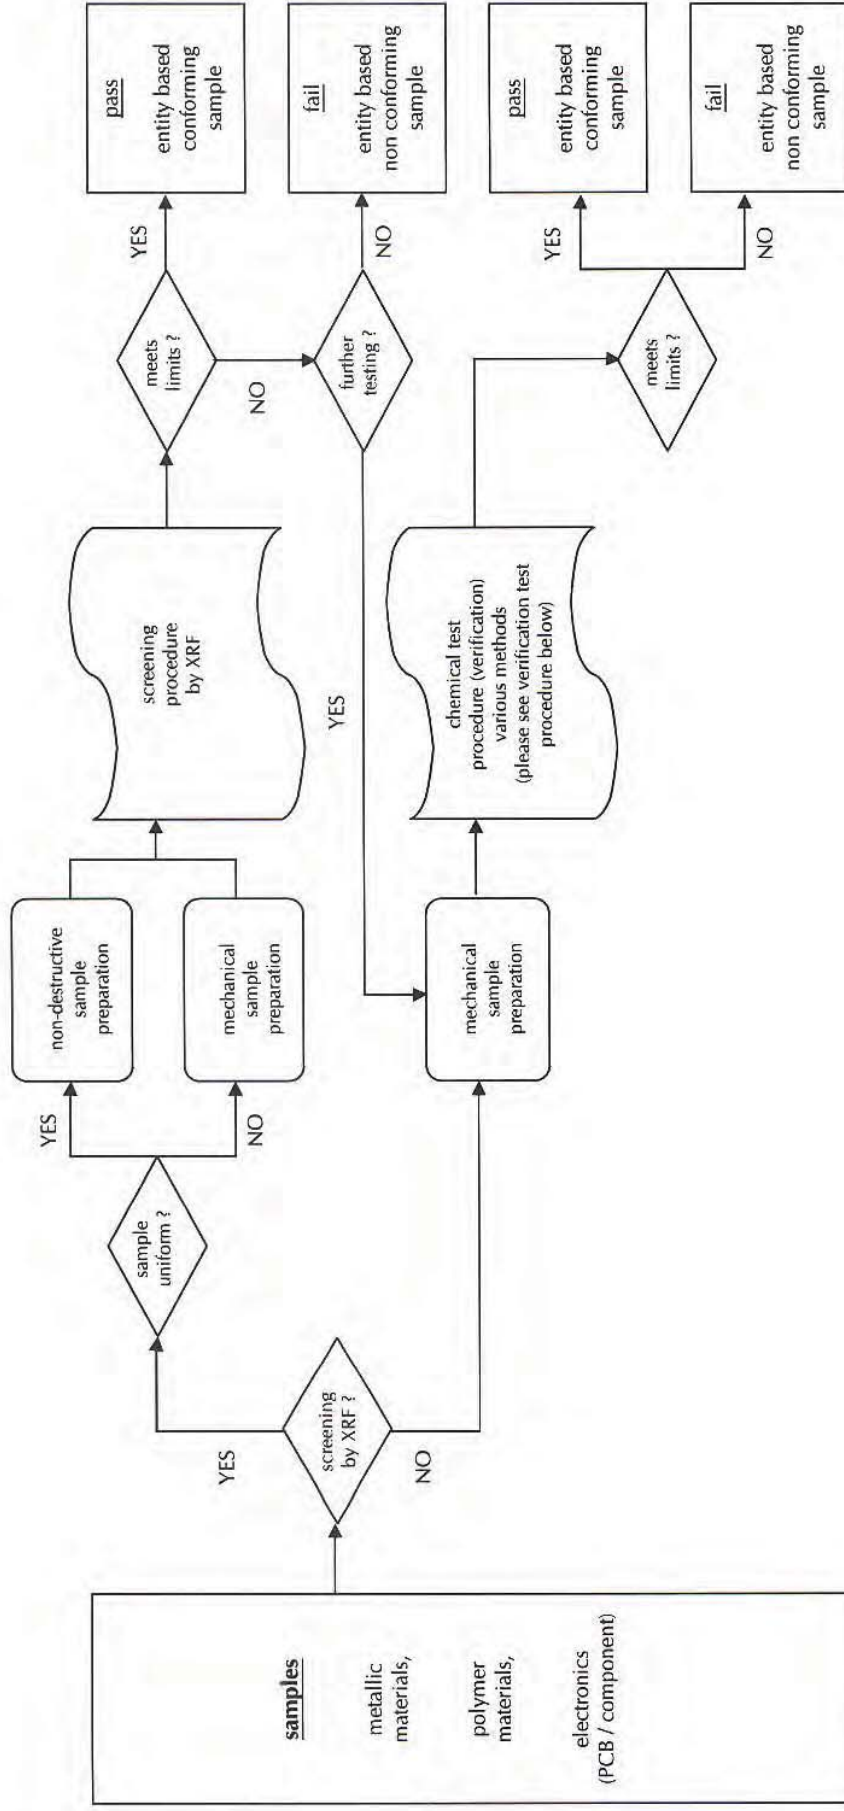 samples
metallic
materials,
polymer
materials,
electronics
(PCB / component)
screening
by XRF ?
YES
NO
sample
uniform ?
YES
NO
non-destructive
sample
preparation
mechanical
sample
preparation
mechanical
sample
preparation
screening
procedure
by XRF
YES
chemical test
procedure (verification)
various methods
(please see verification test
procedure below)
meets
limits ?
YES
NO
further
testing ?
NO
meets
limits ?
YES
NO
pass
entity based
conforming
sample
fail
entity based
non conforming
sample
pass
entity based
conforming
sample
fail
entity based
non conforming
sample